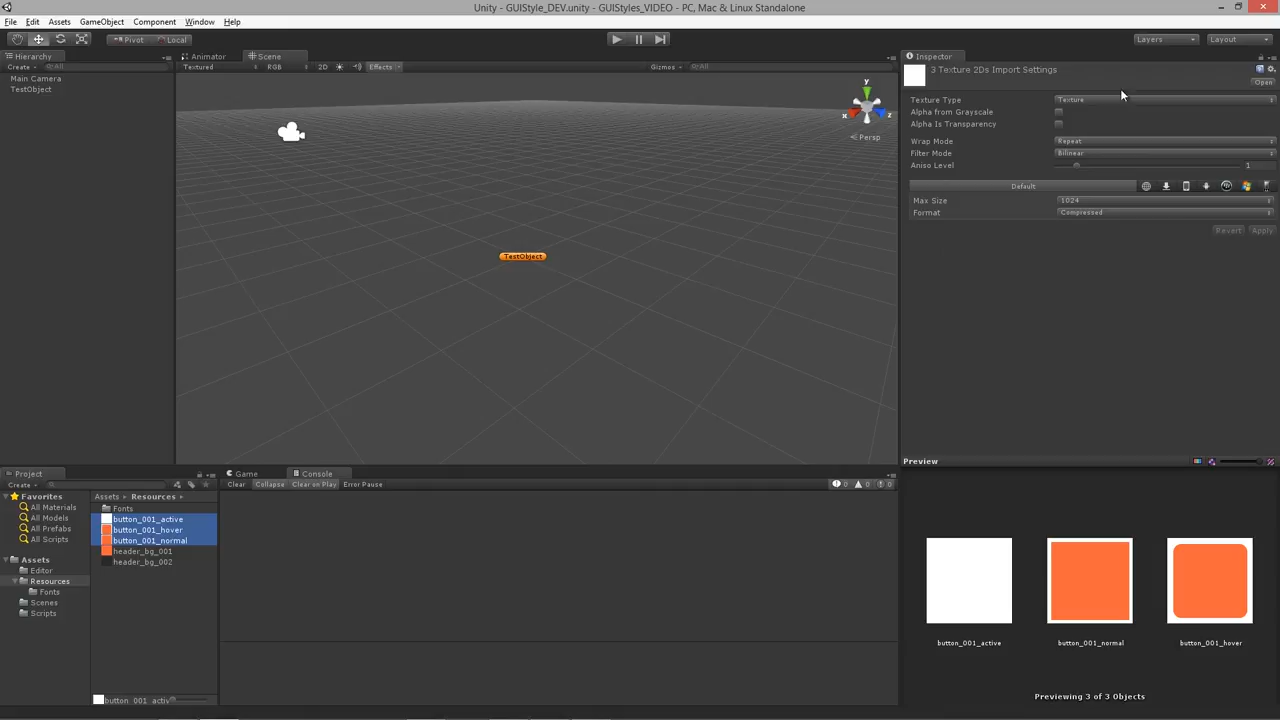 Unity - GUIStyle_DEV.unity - GUIStyles_VIDEO - PC, Mac & Linux Standalone
File Edit Assets GameObject Component Window Help
Pivot Local Layers Layout
Hierarchy
Create All
Main Camera
TestObject
Animator Scene
Textured RGB 2D Effects Gizmos All
y
x z
Persp
TestObject
Inspector
3 Texture 2Ds Import Settings
Open
Texture Type Texture
Alpha from Grayscale
Alpha Is Transparency
Wrap Mode Repeat
Filter Mode Bilinear
Aniso Level 1
Default
Max Size 1024
Format Compressed
Revert Apply
Preview
button_001_active button_001_normal button_001_hover
Previewing 3 of 3 Objects
Project
Create
Favorites
All Materials
All Models
All Prefabs
All Scripts
Assets
Editor
Resources
Fonts
Scenes
Scripts
Assets Resources
Fonts
button_001_active
button_001_hover
button_001_normal
header_bg_001
header_bg_002
button_001_activ
Game Console
Clear Collapse Clear on Play Error Pause 0 0 0